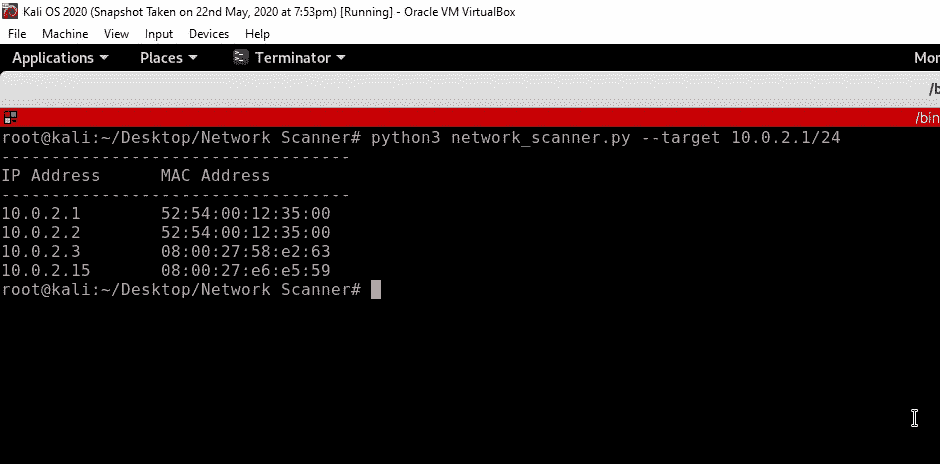 Kali OS 2020 (Snapshot Taken on 22nd May, 2020 at 7:53pm) [Running] - Oracle VM VirtualBox
File Machine View Input Devices Help
Applications Places Terminator Mor
/b
/bin
root@kali:~/Desktop/Network Scanner# python3 network_scanner.py --target 10.0.2.1/24
-----------------------------------
IP Address MAC Address
-----------------------------------
10.0.2.1 52:54:00:12:35:00
10.0.2.2 52:54:00:12:35:00
10.0.2.3 08:00:27:58:e2:63
10.0.2.15 08:00:27:e6:e5:59
root@kali:~/Desktop/Network Scanner#